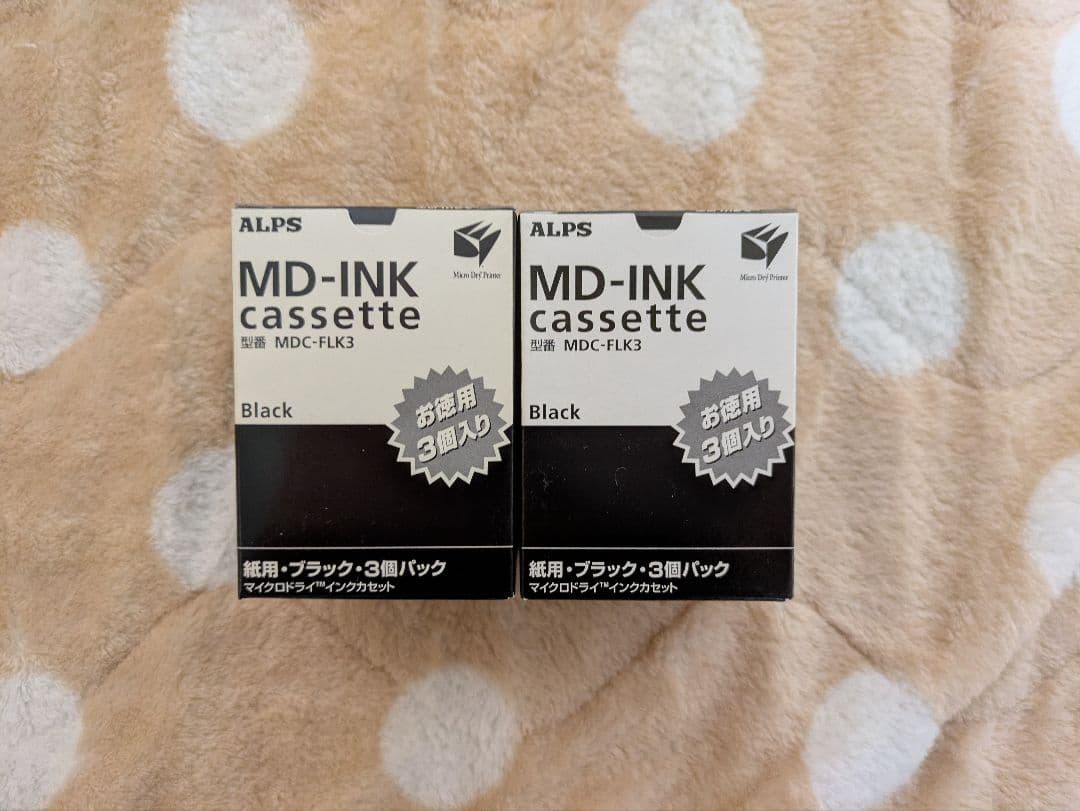 ALPS
Micro Dry Printer
MD-INK
cassette
型番 MDC-FLK3
Black
お徳用
3個入り
紙用・ブラック・3個パック
マイクロドライ™インクカセット
ALPS
Micro Dry Printer
MD-INK
cassette
型番 MDC-FLK3
Black
お徳用
3個入り
紙用・ブラック・3個パック
マイクロドライ™インクカセット